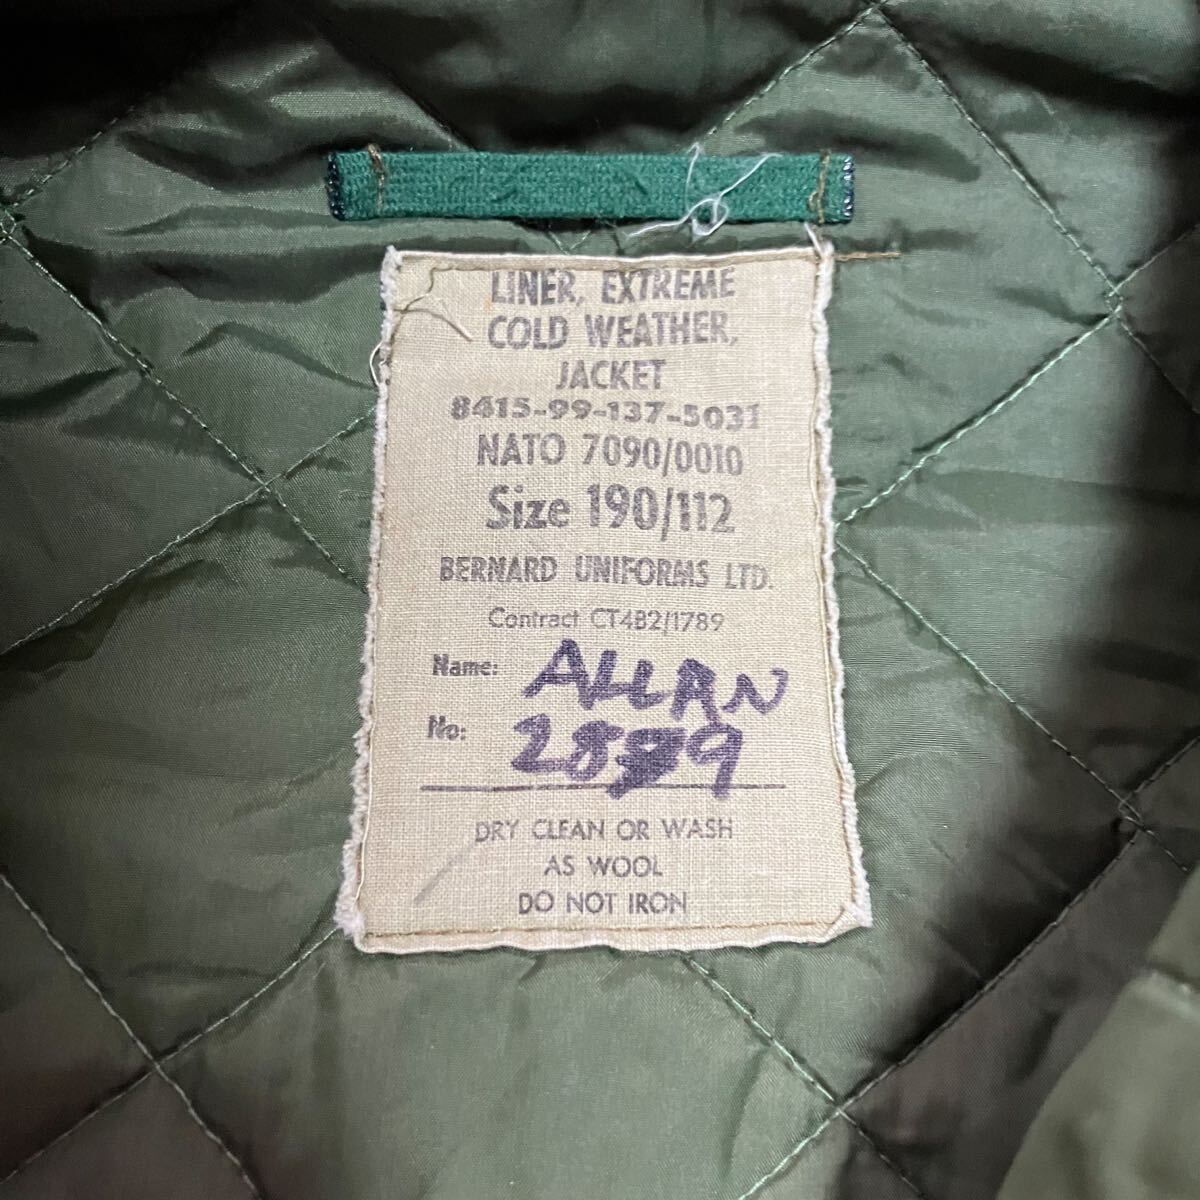 LINER, EXTREME
COLD WEATHER,
JACKET
8415-99-137-5031
NATO 7090/0010
Size 190/112
BERNARD UNIFORMS LTD.
Contract CT4B2/1789
Name: ALLAN
No:
DRY CLEAN OR WASH
AS WOOL
DO NOT IRON